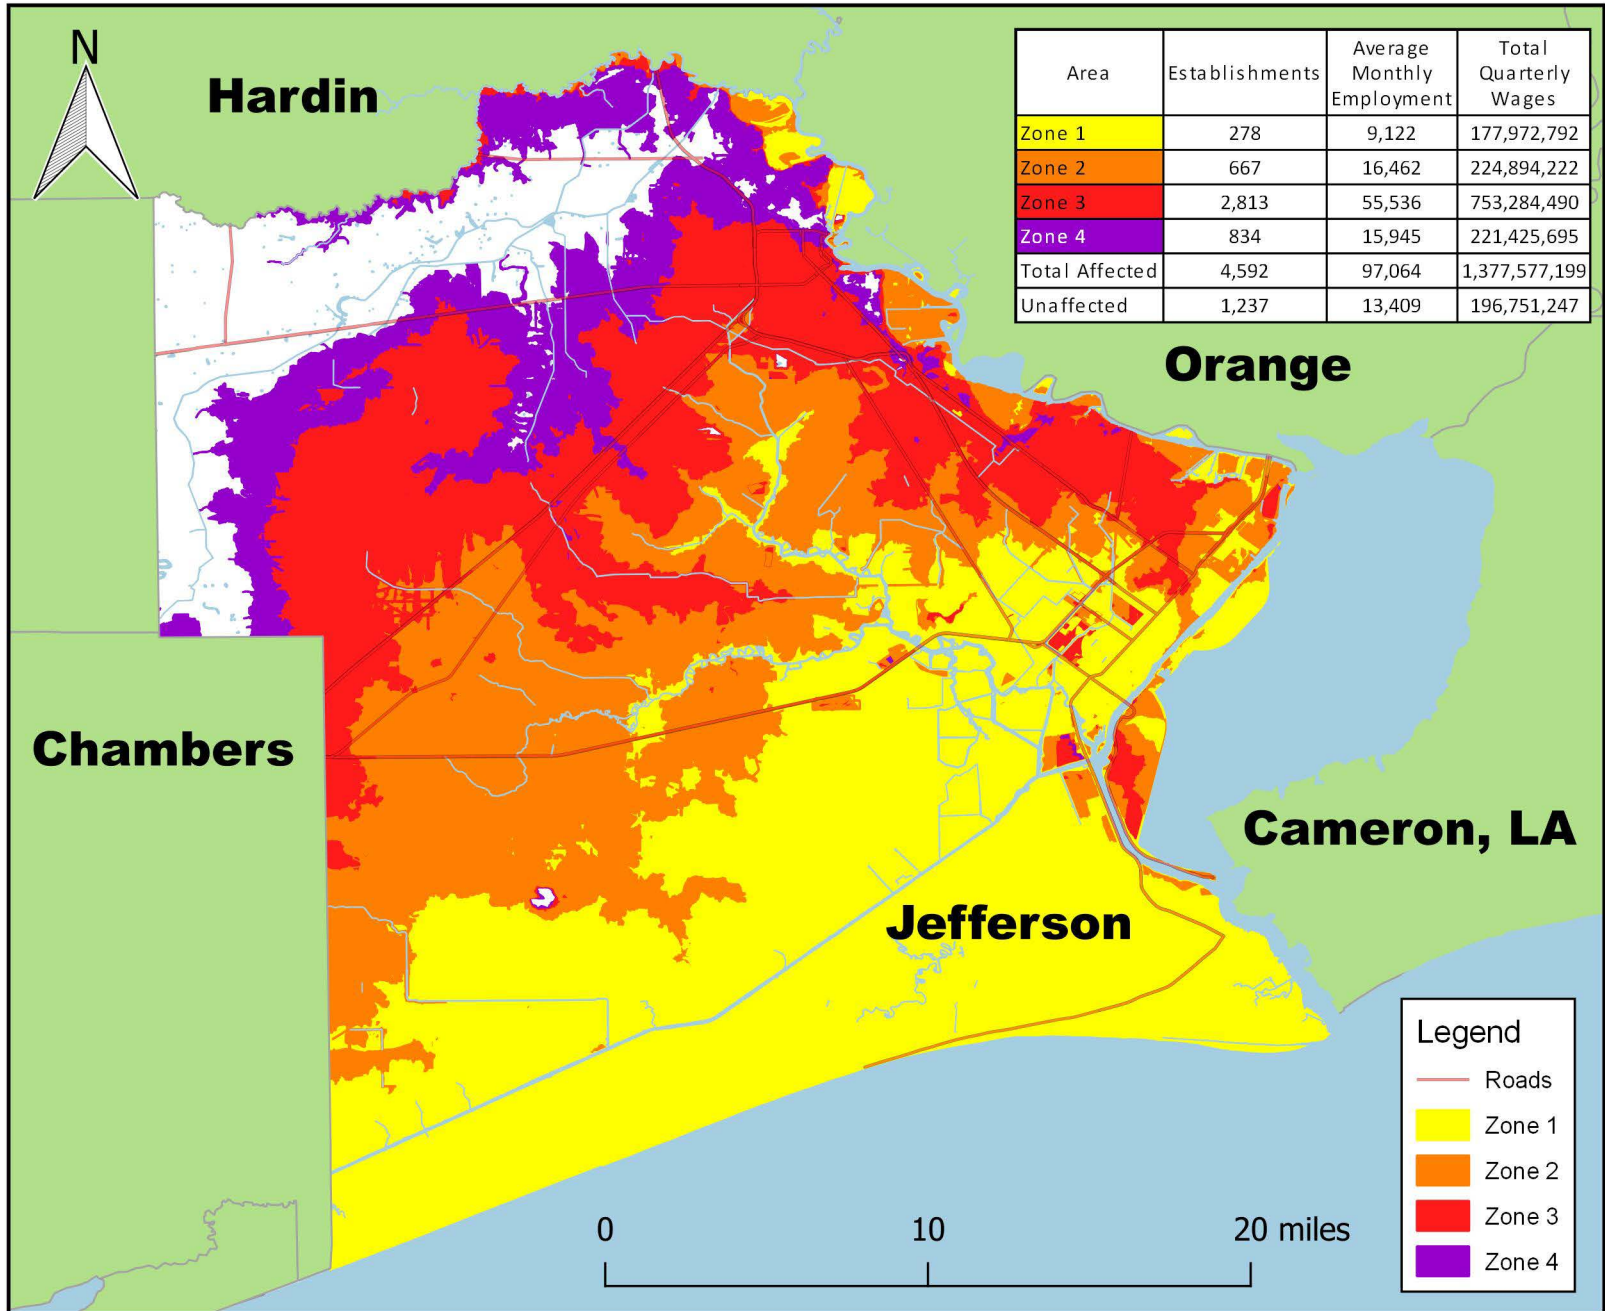 N
Hardin
Area Establishments Average Monthly Employment Total Quarterly Wages
Zone 1 278 9,122 177,972,792
Zone 2 667 16,462 224,894,222
Zone 3 2,813 55,536 753,284,490
Zone 4 834 15,945 221,425,695
Total Affected 4,592 97,064 1,377,577,199
Unaffected 1,237 13,409 196,751,247
Orange
Chambers
Cameron, LA
Jefferson
Legend
Roads
Zone 1
Zone 2
Zone 3
Zone 4
0 10 20 miles